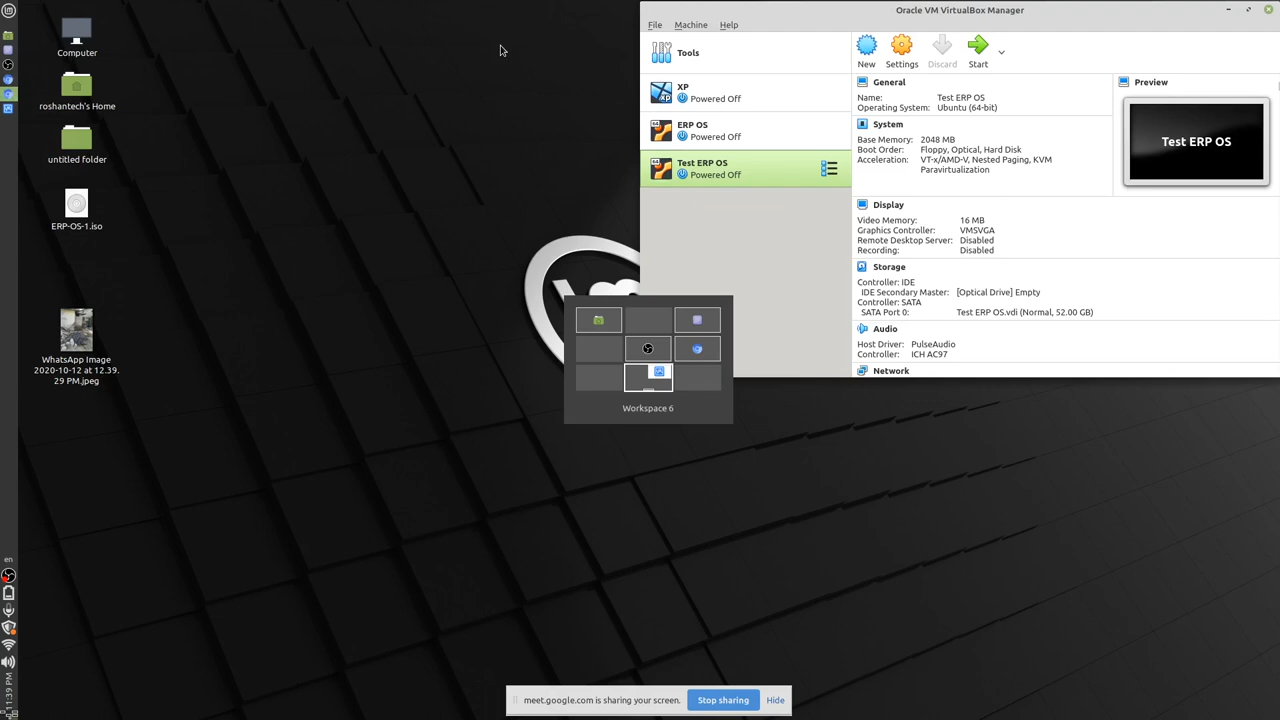 Computer
roshantech's Home
untitled folder
ERP-OS-1.iso
WhatsApp Image
2020-10-12 at 12.39.
29 PM.jpeg
en
11:39 PM
Oracle VM VirtualBox Manager
File Machine Help
Tools
XP
Powered Off
ERP OS
Powered Off
Test ERP OS
Powered Off
New Settings Discard Start
General
Name: Test ERP OS
Operating System: Ubuntu (64-bit)
System
Base Memory: 2048 MB
Boot Order: Floppy, Optical, Hard Disk
Acceleration: VT-x/AMD-V, Nested Paging, KVM
Paravirtualization
Preview
Test ERP OS
Display
Video Memory: 16 MB
Graphics Controller: VMSVGA
Remote Desktop Server: Disabled
Recording: Disabled
Storage
Controller: IDE
IDE Secondary Master: [Optical Drive] Empty
Controller: SATA
SATA Port 0: Test ERP OS.vdi (Normal, 52.00 GB)
Audio
Host Driver: PulseAudio
Controller: ICH AC97
Network
Workspace 6
meet.google.com is sharing your screen. Stop sharing Hide